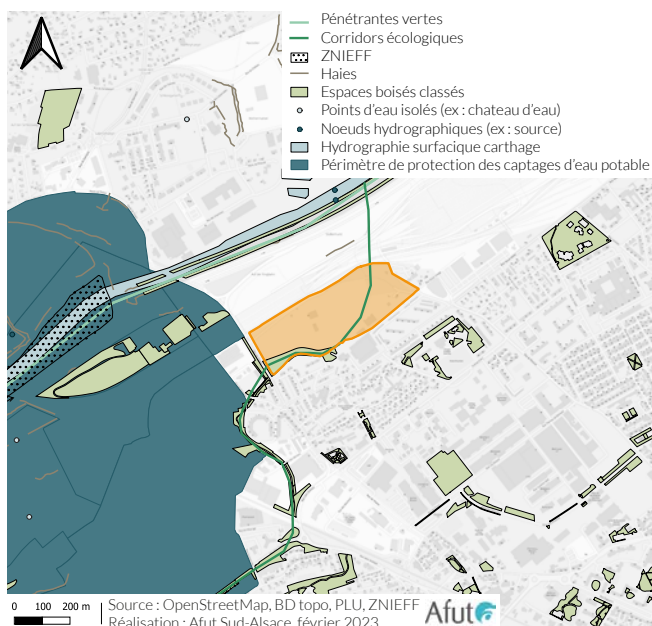 Pénétrantes vertes
Corridors écologiques
ZNIEFF
Haies
Espaces boisés classés
Points d'eau isolés (ex : chateau d'eau)
Noeuds hydrographiques (ex : source)
Hydrographie surfacique carthage
Périmètre de protection des captages d'eau potable
0 100 200 m
Source : OpenStreetMap, BD topo, PLU, ZNIEFF
Réalisation : Afut Sud-Alsace, février 2023
Afut